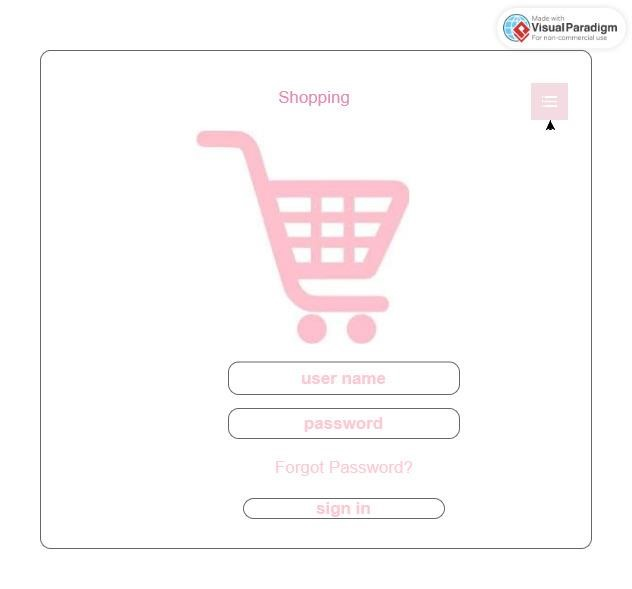 Made with
Visual Paradigm
For non-commercial use
Shopping
user name
password
Forgot Password?
sign in